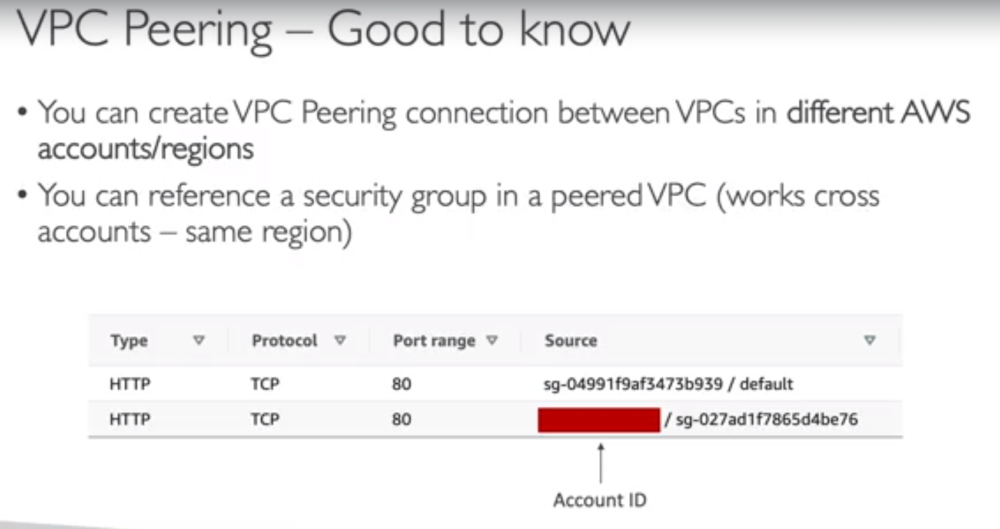 VPC Peering – Good to know
• You can create VPC Peering connection between VPCs in different AWS
accounts/regions
• You can reference a security group in a peered VPC (works cross
accounts – same region)
Type Protocol Port range Source
HTTP TCP 80 sg-04991f9af3473b939 / default
HTTP TCP 80 / sg-027ad1f7865d4be76
Account ID